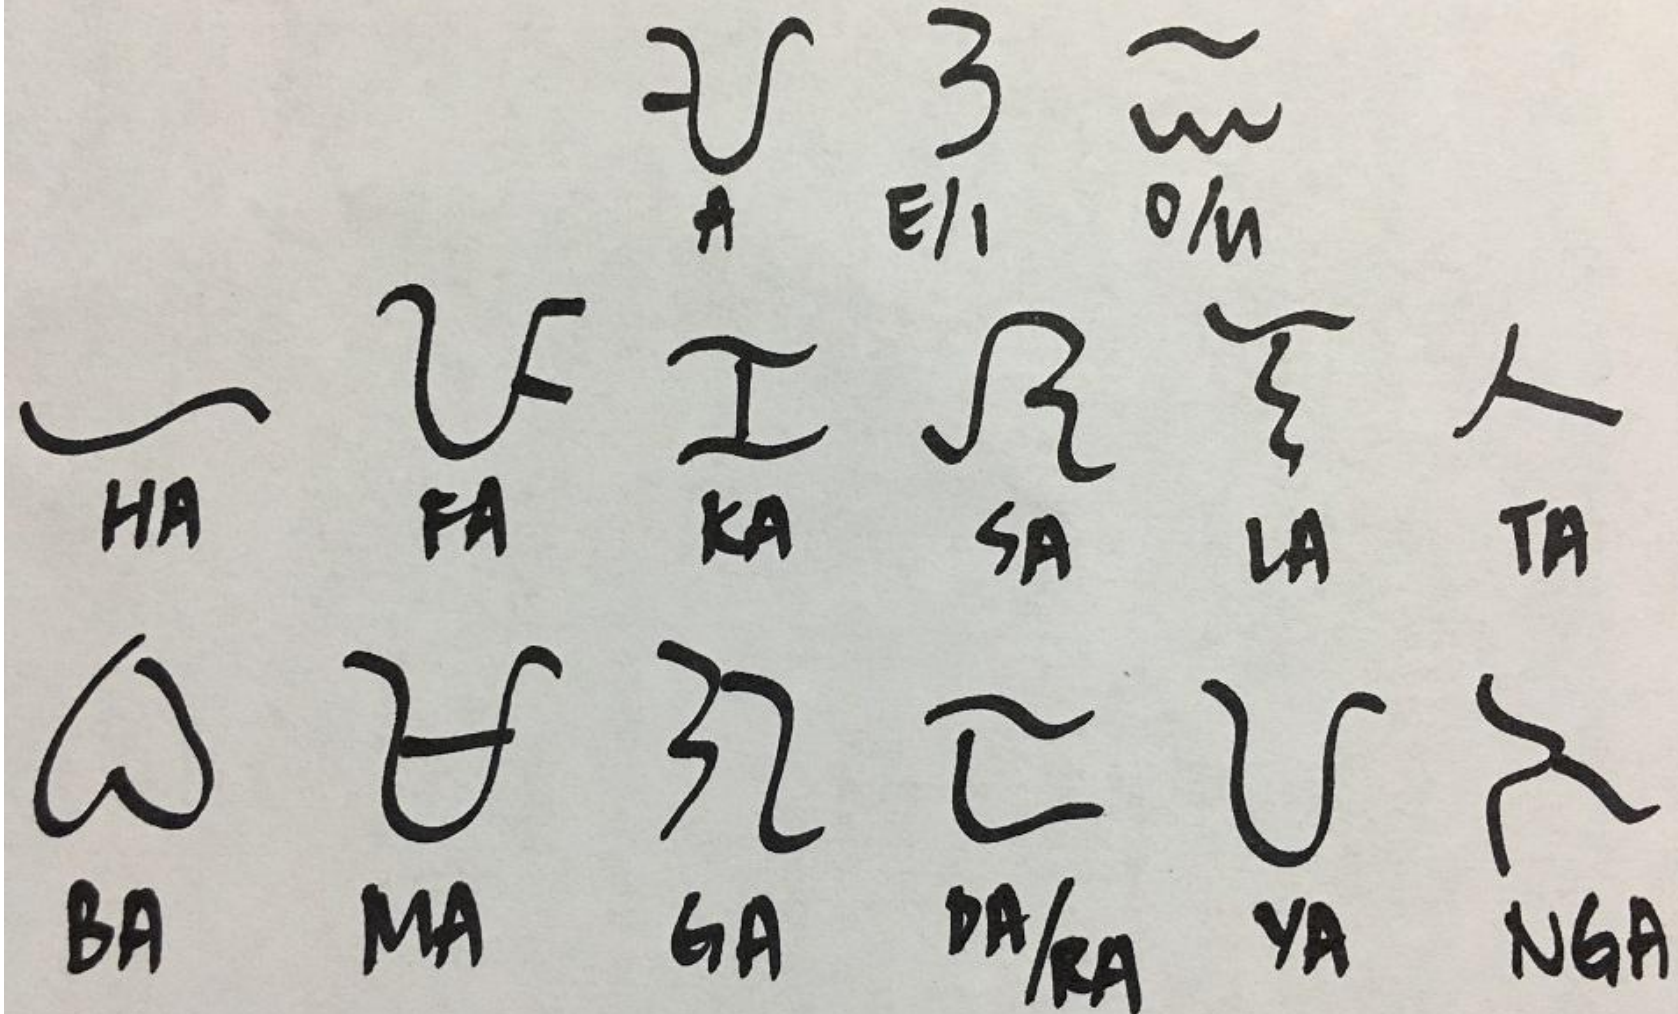 ᜀ ᜁ ᜂ
A E/I O/U
ᜑ ᜉ ᜃ ᜐ ᜎ ᜆ
HA FA KA SA LA TA
ᜊ ᜋ ᜄ ᜇ ᜌ ᜅ
BA MA GA DA/RA YA NGA